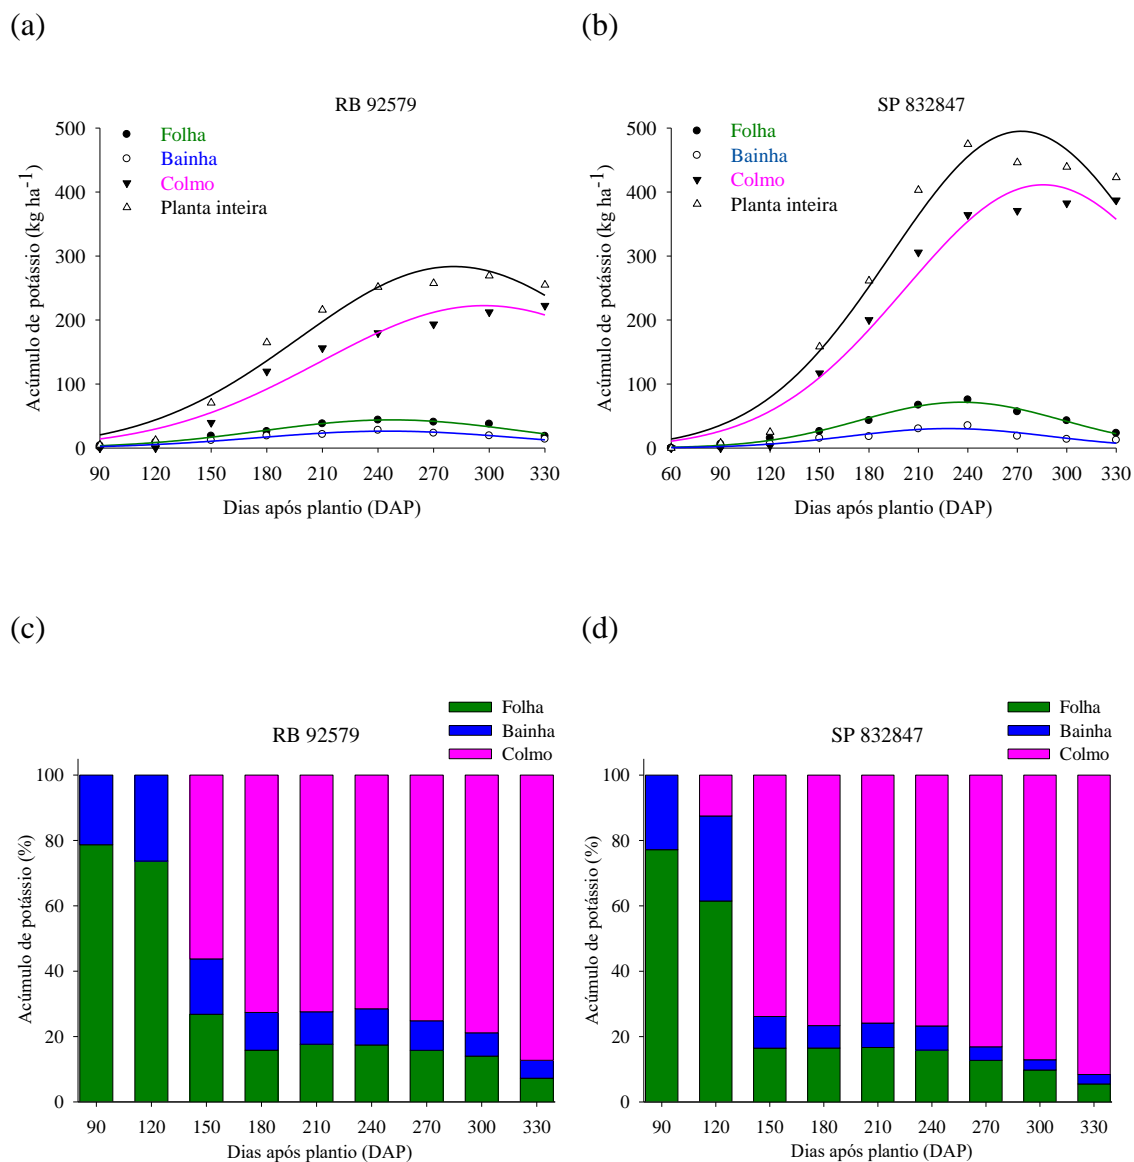 (a)
RB 92579
Folha
Bainha
Colmo
Planta inteira
Acúmulo de potássio (kg ha-1)
500
400
300
200
100
0
90 120 150 180 210 240 270 300 330
Dias após plantio (DAP)
(b)
SP 832847
Folha
Bainha
Colmo
Planta inteira
Acúmulo de potássio (kg ha-1)
500
400
300
200
100
0
60 90 120 150 180 210 240 270 300 330
Dias após plantio (DAP)
(c)
Folha
Bainha
Colmo
RB 92579
Acúmulo de potássio (%)
100
80
60
40
20
0
90 120 150 180 210 240 270 300 330
Dias após plantio (DAP)
(d)
Folha
Bainha
Colmo
SP 832847
Acúmulo de potássio (%)
100
80
60
40
20
0
90 120 150 180 210 240 270 300 330
Dias após plantio (DAP)